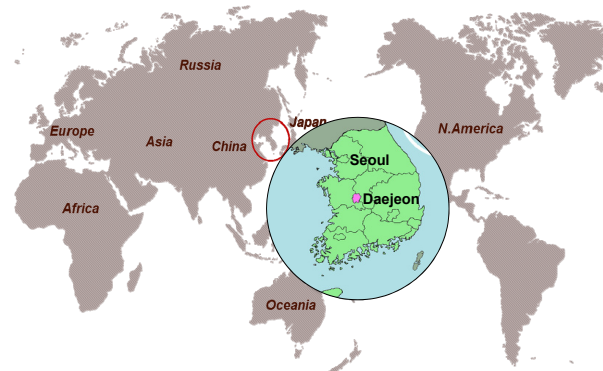 Russia
Japan
Europe
Asia
China
N.America
Seoul
Daejeon
Africa
Oceania